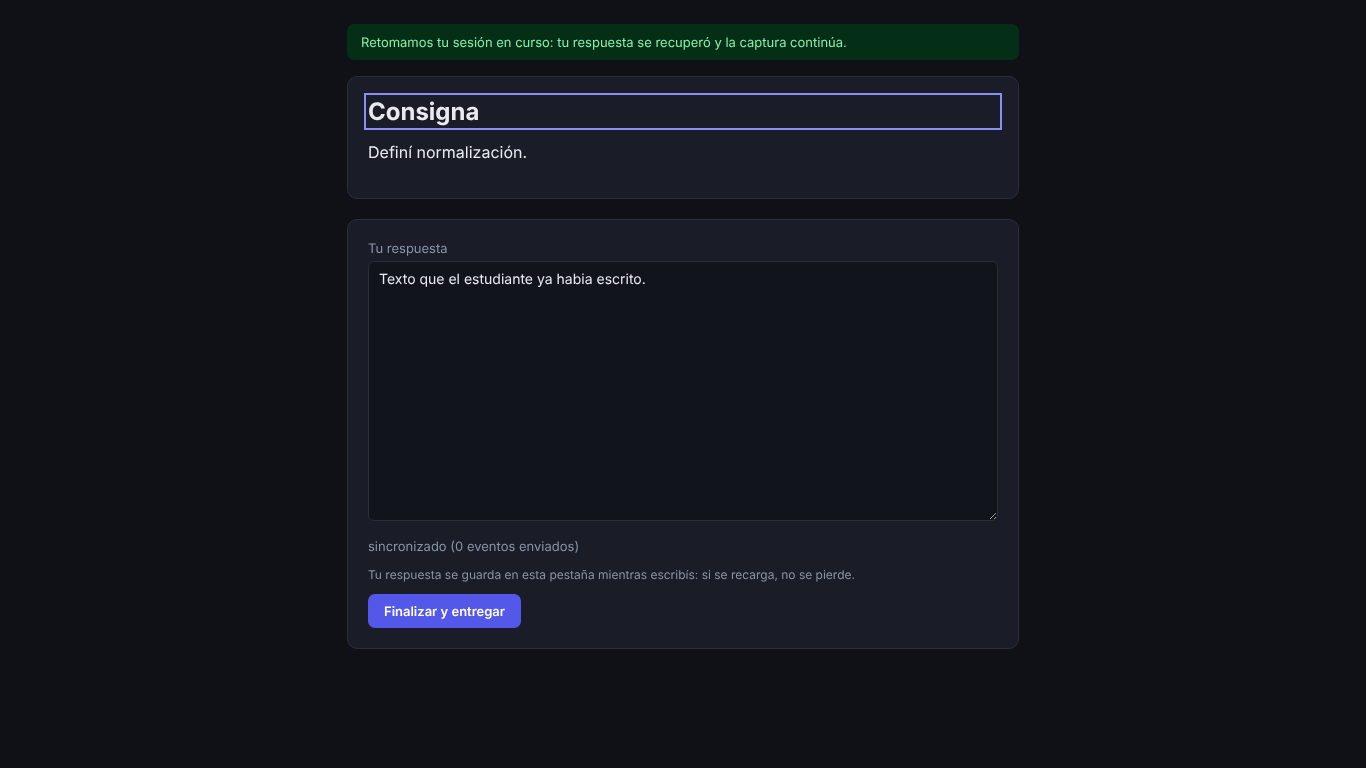 Retomamos tu sesión en curso: tu respuesta se recuperó y la captura continúa.
Consigna
Definí normalización.
Tu respuesta
Texto que el estudiante ya habia escrito.
sincronizado (0 eventos enviados)
Tu respuesta se guarda en esta pestaña mientras escribís: si se recarga, no se pierde.
Finalizar y entregar